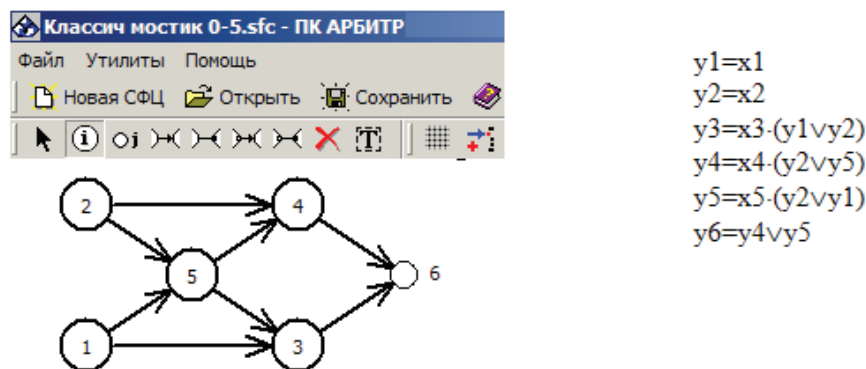 Классич мостик 0-5.sfc - ПК АРБИТР
Файл Утилиты Помощь
Новая СФЦ Открыть Сохранить
i j T
2 4
5 6
1 3
y1=x1
y2=x2
y3=x3·(y1∨y2)
y4=x4·(y2∨y5)
y5=x5·(y2∨y1)
y6=y4∨y5